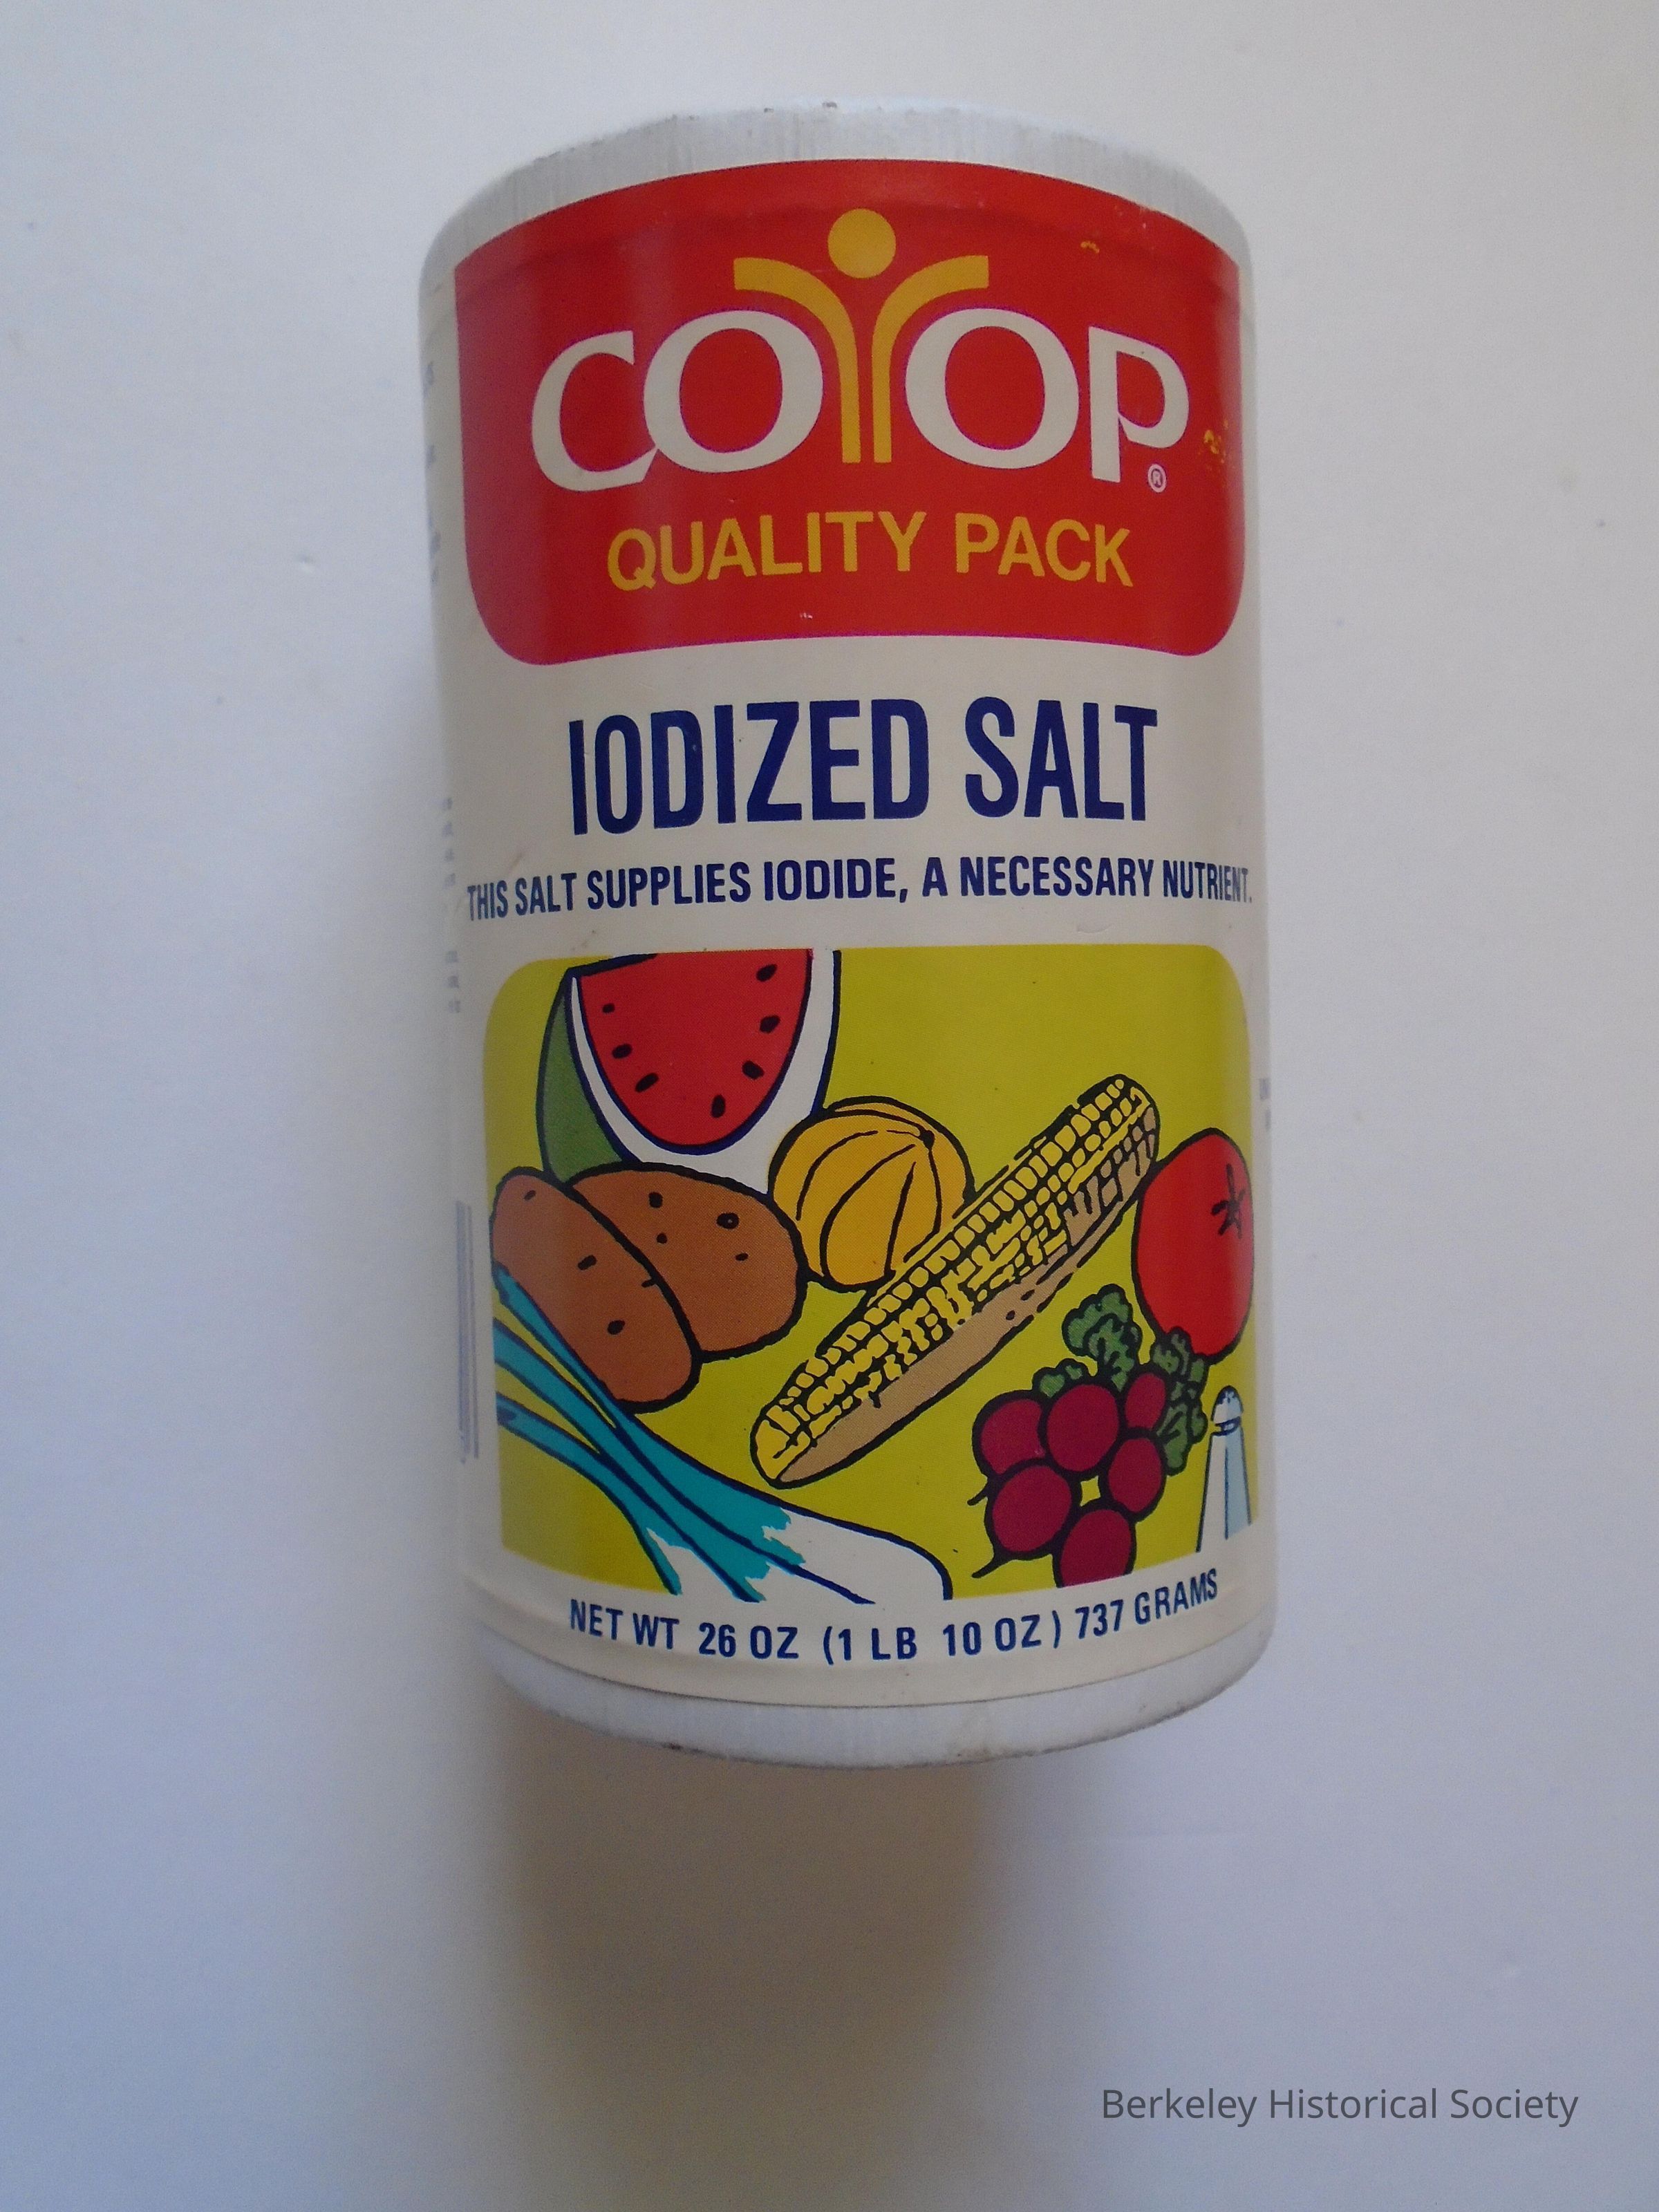 COOP®
QUALITY PACK
IODIZED SALT
THIS SALT SUPPLIES IODIDE, A NECESSARY NUTRIENT.
NET WT 26 OZ (1 LB 10 OZ) 737 GRAMS
Berkeley Historical Society